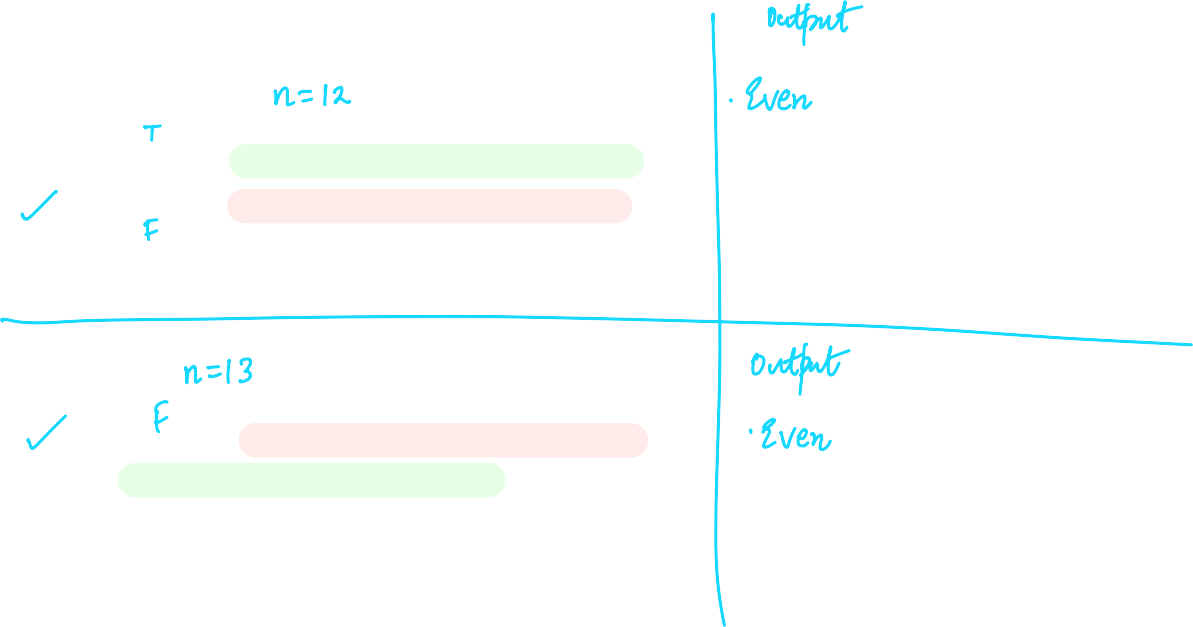 Output
n=12
· Even
T
F
n=13
Output
F
· Even